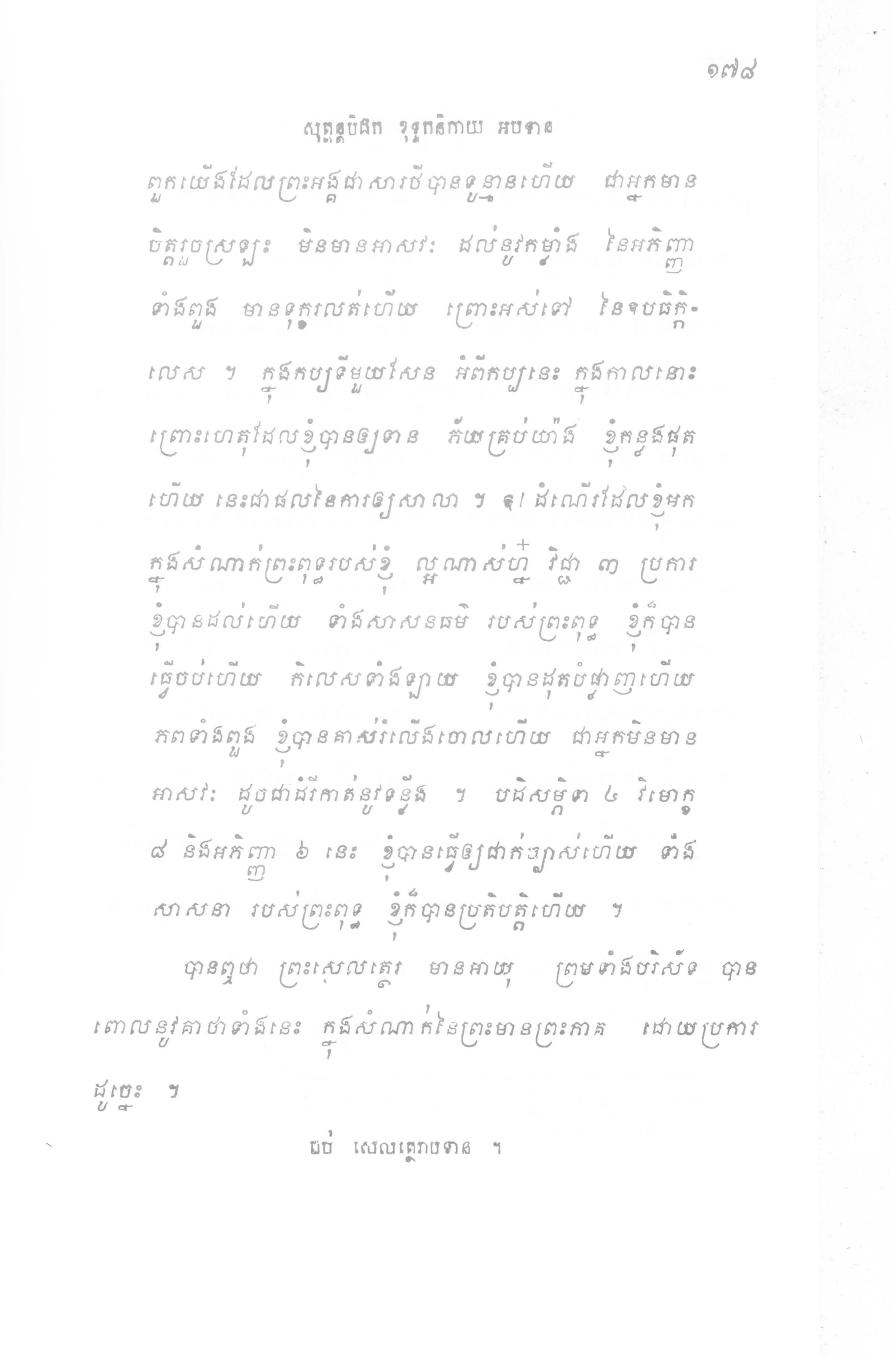 ១៧៨
សុត្តន្តបិដក ខុទ្ទកនិកាយ អបទាន
ពួកយើងដែលព្រះអង្គជាសារថីបានទូន្មានហើយ ជាអ្នកមាន
ចិត្តរួចស្រឡះ មិនមានអាសវៈ ដល់នូវកម្លាំង នៃអភិញ្ញា
ទាំងពួង មានទុក្ខរលត់ហើយ ព្រោះអស់ទៅ នៃឧបធិក្កិ-
លេស ។ ក្នុងកប្បទីមួយសែន អំពីកប្បនេះ ក្នុងកាលនោះ
ព្រោះហេតុដែលខ្ញុំបានឲ្យទាន ភ័យគ្រប់យ៉ាង ខ្ញុំកន្លងផុត
ហើយ នេះជាផលនៃការឲ្យសាលា ។ ឱ! ដំណើរដែលខ្ញុំមក
ក្នុងសំណាក់ព្រះពុទ្ធរបស់ខ្ញុំ ល្អណាស់ហ្ន៎ វិជ្ជា ៣ ប្រការ
ខ្ញុំបានដល់ហើយ ទាំងសាសនធម៌ របស់ព្រះពុទ្ធ ខ្ញុំក៏បាន
ធ្វើចប់ហើយ កិលេសទាំងឡាយ ខ្ញុំបានដុតបំផ្លាញហើយ
ភពទាំងពួង ខ្ញុំបានគាស់រំលើងចោលហើយ ជាអ្នកមិនមាន
អាសវៈ ដូចជាដំរីកាត់នូវទន្លីង ។ បដិសម្ភិទា ៤ វិមោក្ខ
៨ និងអភិញ្ញា ៦ នេះ ខ្ញុំបានធ្វើឲ្យជាក់ច្បាស់ហើយ ទាំង
សាសនា របស់ព្រះពុទ្ធ ខ្ញុំក៏បានប្រតិបត្តិហើយ ។
បានឮថា ព្រះសេលត្ថេរ មានអាយុ ព្រមទាំងបរិស័ទ បាន
ពោលនូវគាថាទាំងនេះ ក្នុងសំណាក់នៃព្រះមានព្រះភាគ ដោយប្រការ
ដូច្នេះ ។
ចប់ សេលត្ថេរាបទាន ។